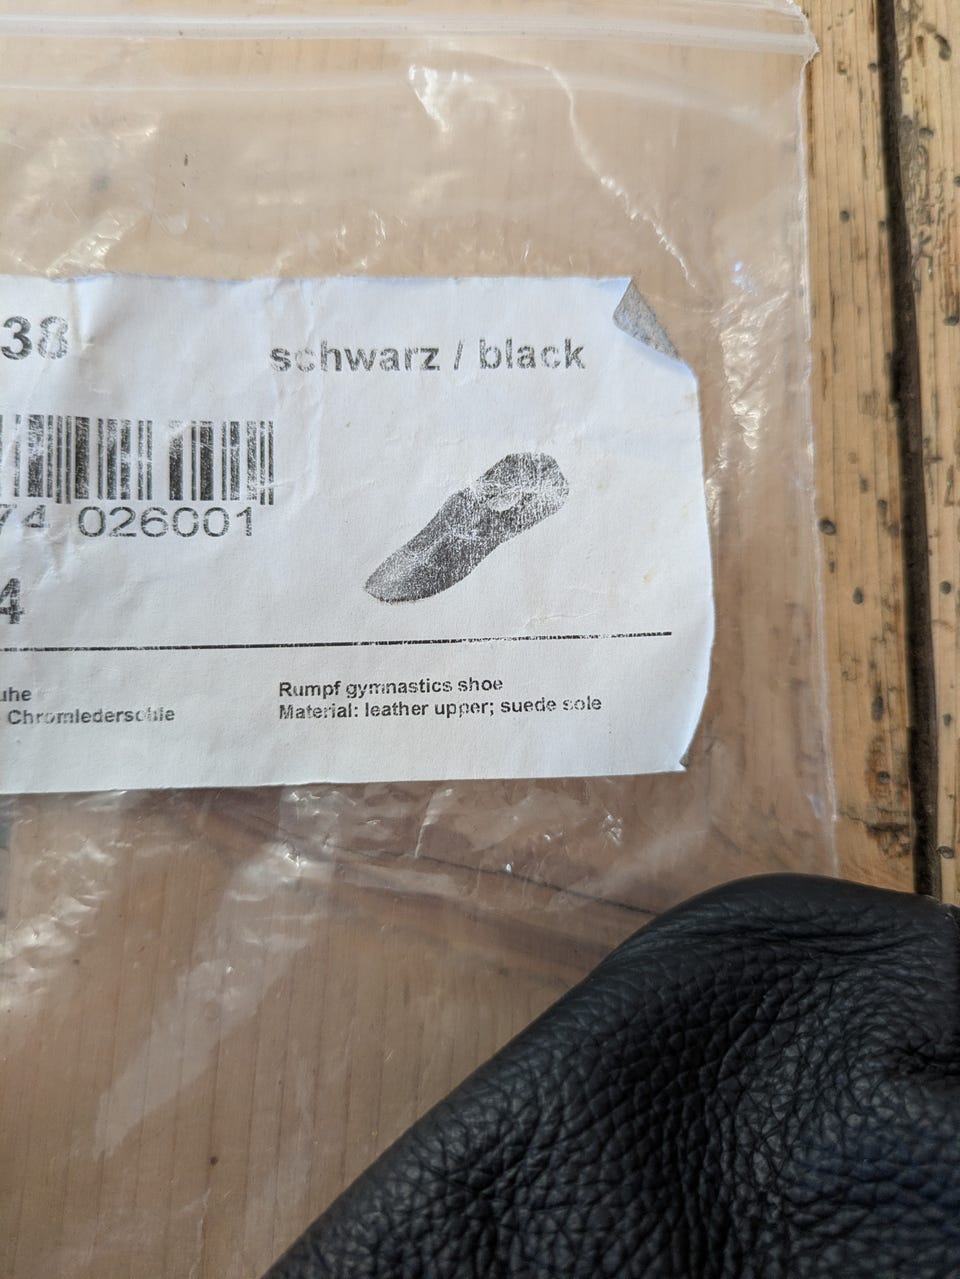 38
schwarz / black
74 026001
4
uhe
Rumpf gymnastics shoe
Chromledersohle
Material: leather upper; suede sole